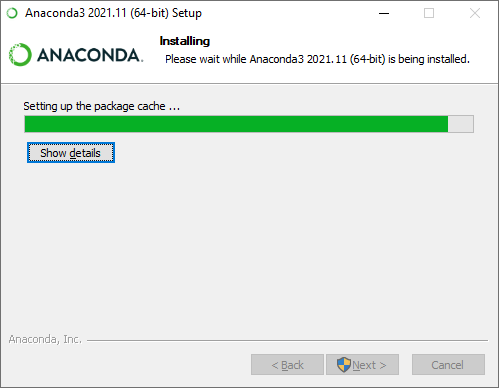 Anaconda3 2021.11 (64-bit) Setup
ANACONDA.
Installing
Please wait while Anaconda3 2021.11 (64-bit) is being installed.
Setting up the package cache ...
Show details
Anaconda, Inc.
< Back
Next >
Cancel